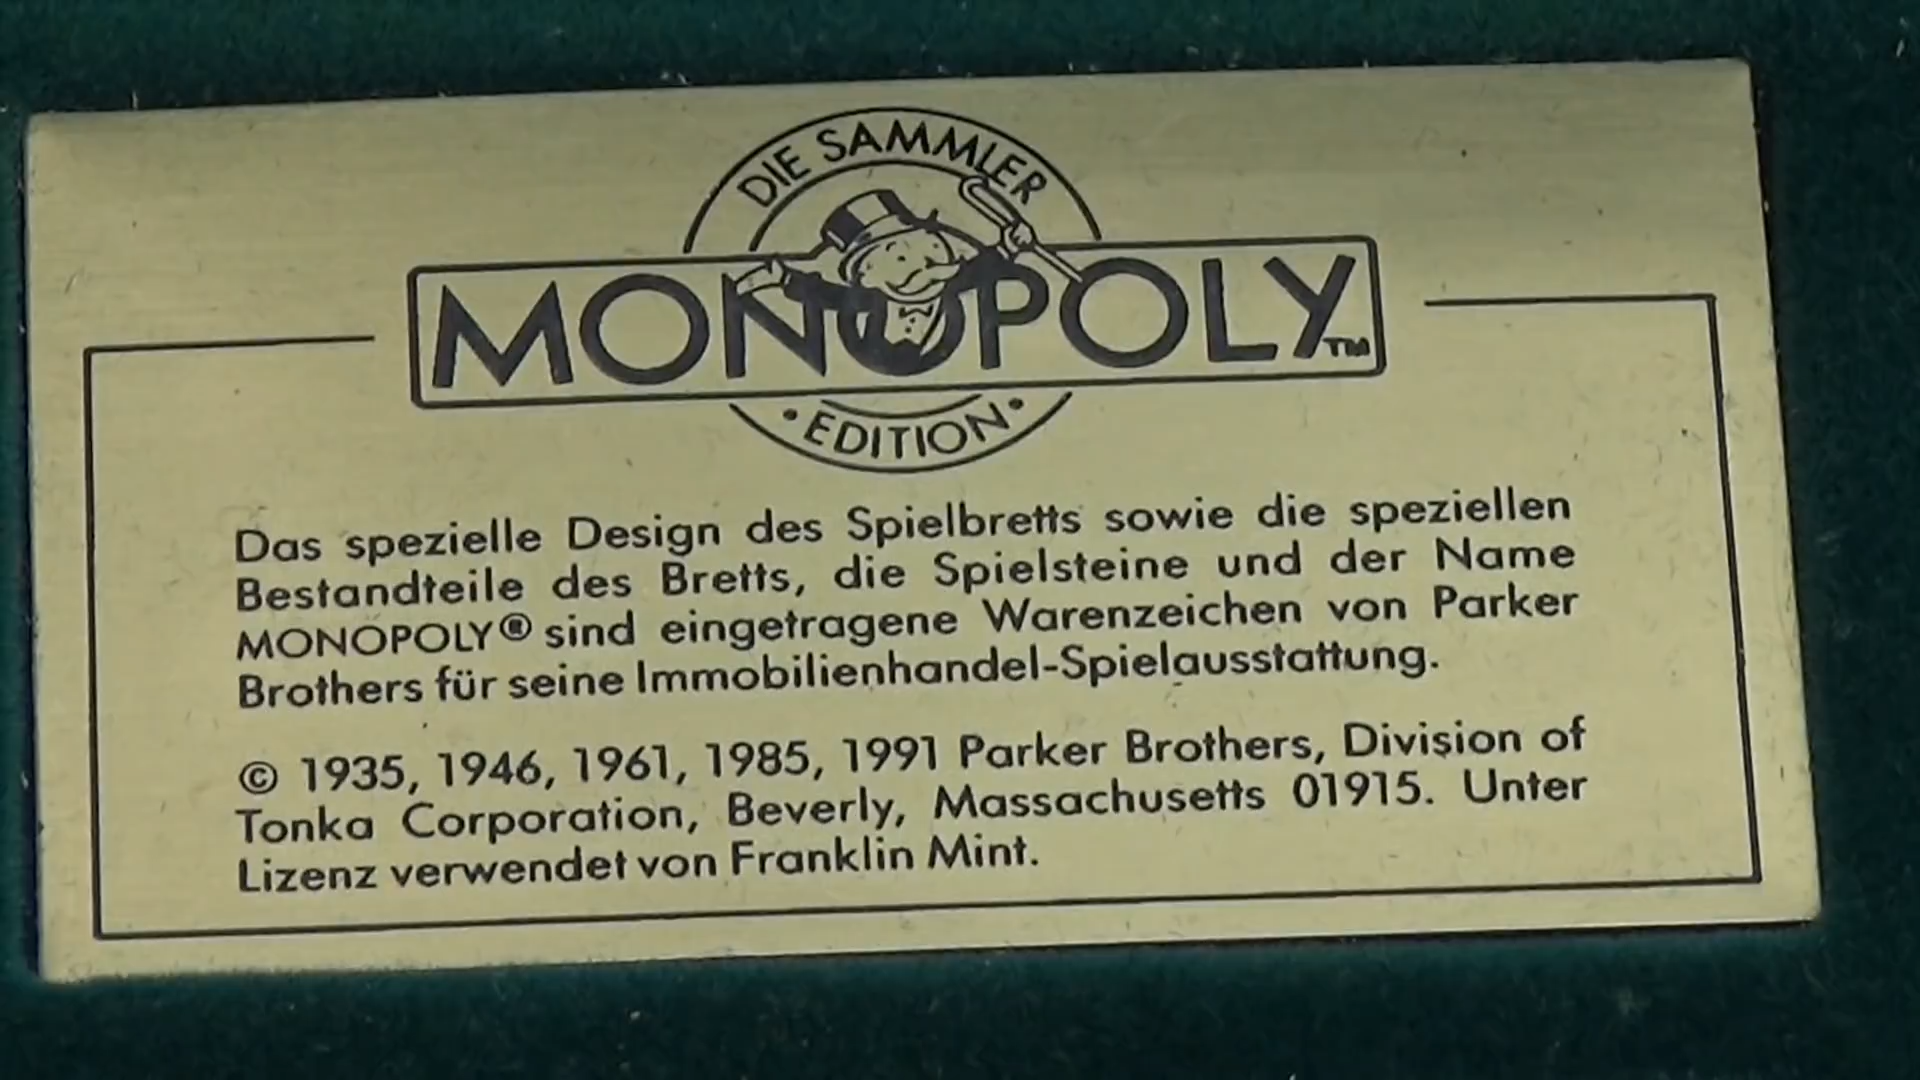 DIE SAMMLER
MONOPOLY™
• EDITION •
Das spezielle Design des Spielbretts sowie die speziellen
Bestandteile des Bretts, die Spielsteine und der Name
MONOPOLY® sind eingetragene Warenzeichen von Parker
Brothers für seine Immobilienhandel-Spielausstattung.
© 1935, 1946, 1961, 1985, 1991 Parker Brothers, Division of
Tonka Corporation, Beverly, Massachusetts 01915. Unter
Lizenz verwendet von Franklin Mint.